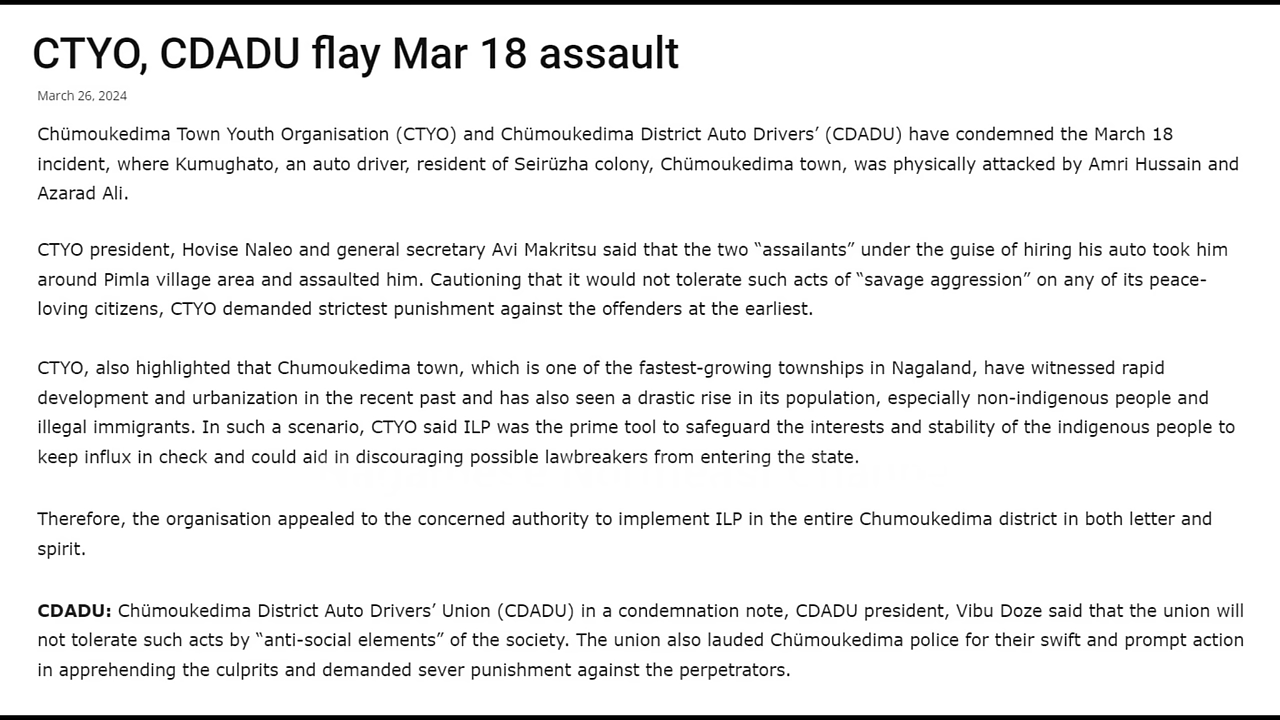 CTYO, CDADU flay Mar 18 assault
March 26, 2024
Chümoukedima Town Youth Organisation (CTYO) and Chümoukedima District Auto Drivers’ (CDADU) have condemned the March 18
incident, where Kumughato, an auto driver, resident of Seirüzha colony, Chümoukedima town, was physically attacked by Amri Hussain and
Azarad Ali.
CTYO president, Hovise Naleo and general secretary Avi Makritsu said that the two “assailants” under the guise of hiring his auto took him
around Pimla village area and assaulted him. Cautioning that it would not tolerate such acts of “savage aggression” on any of its peace-
loving citizens, CTYO demanded strictest punishment against the offenders at the earliest.
CTYO, also highlighted that Chumoukedima town, which is one of the fastest-growing townships in Nagaland, have witnessed rapid
development and urbanization in the recent past and has also seen a drastic rise in its population, especially non-indigenous people and
illegal immigrants. In such a scenario, CTYO said ILP was the prime tool to safeguard the interests and stability of the indigenous people to
keep influx in check and could aid in discouraging possible lawbreakers from entering the state.
Therefore, the organisation appealed to the concerned authority to implement ILP in the entire Chumoukedima district in both letter and
spirit.
CDADU: Chümoukedima District Auto Drivers’ Union (CDADU) in a condemnation note, CDADU president, Vibu Doze said that the union will
not tolerate such acts by “anti-social elements” of the society. The union also lauded Chümoukedima police for their swift and prompt action
in apprehending the culprits and demanded sever punishment against the perpetrators.